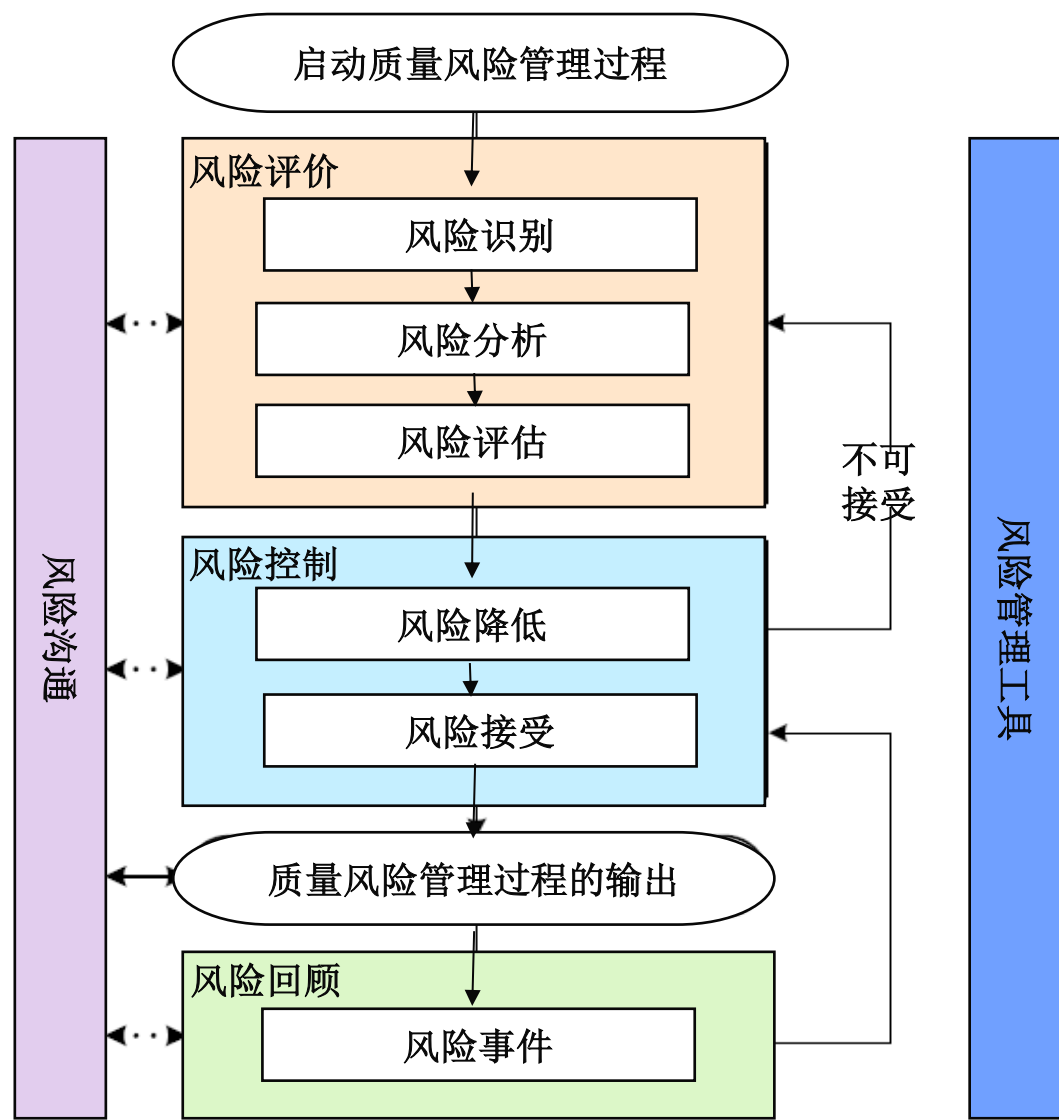 启动质量风险管理过程
风险评价
风险识别
风险分析
风险评估
不可
接受
风险控制
风险降低
风险接受
质量风险管理过程的输出
风险回顾
风险事件
风险沟通
风险管理工具